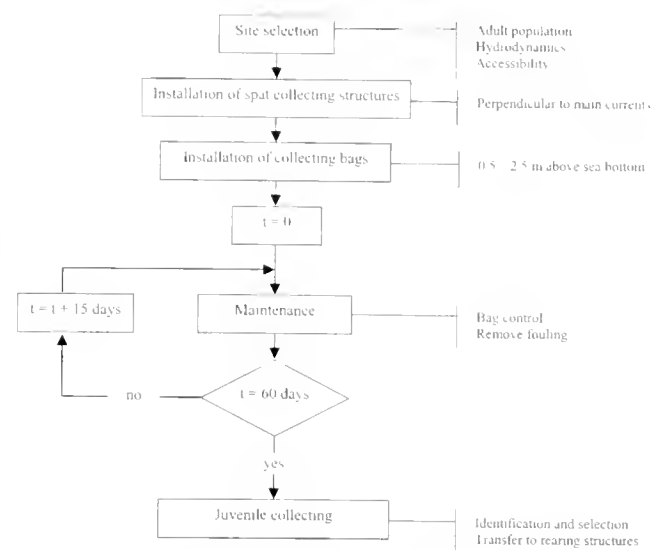 Site selection
Adult population
Hydrodynamics
Accessibility
Installation of spat collecting structures
Perpendicular to main currents
Installation of collecting bags
0.5 – 2.5 m above sea bottom
t = 0
t = t + 15 days
Maintenance
Bag control
Remove fouling
t = 60 days
no
yes
Juvenile collecting
Identification and selection
Transfer to rearing structures